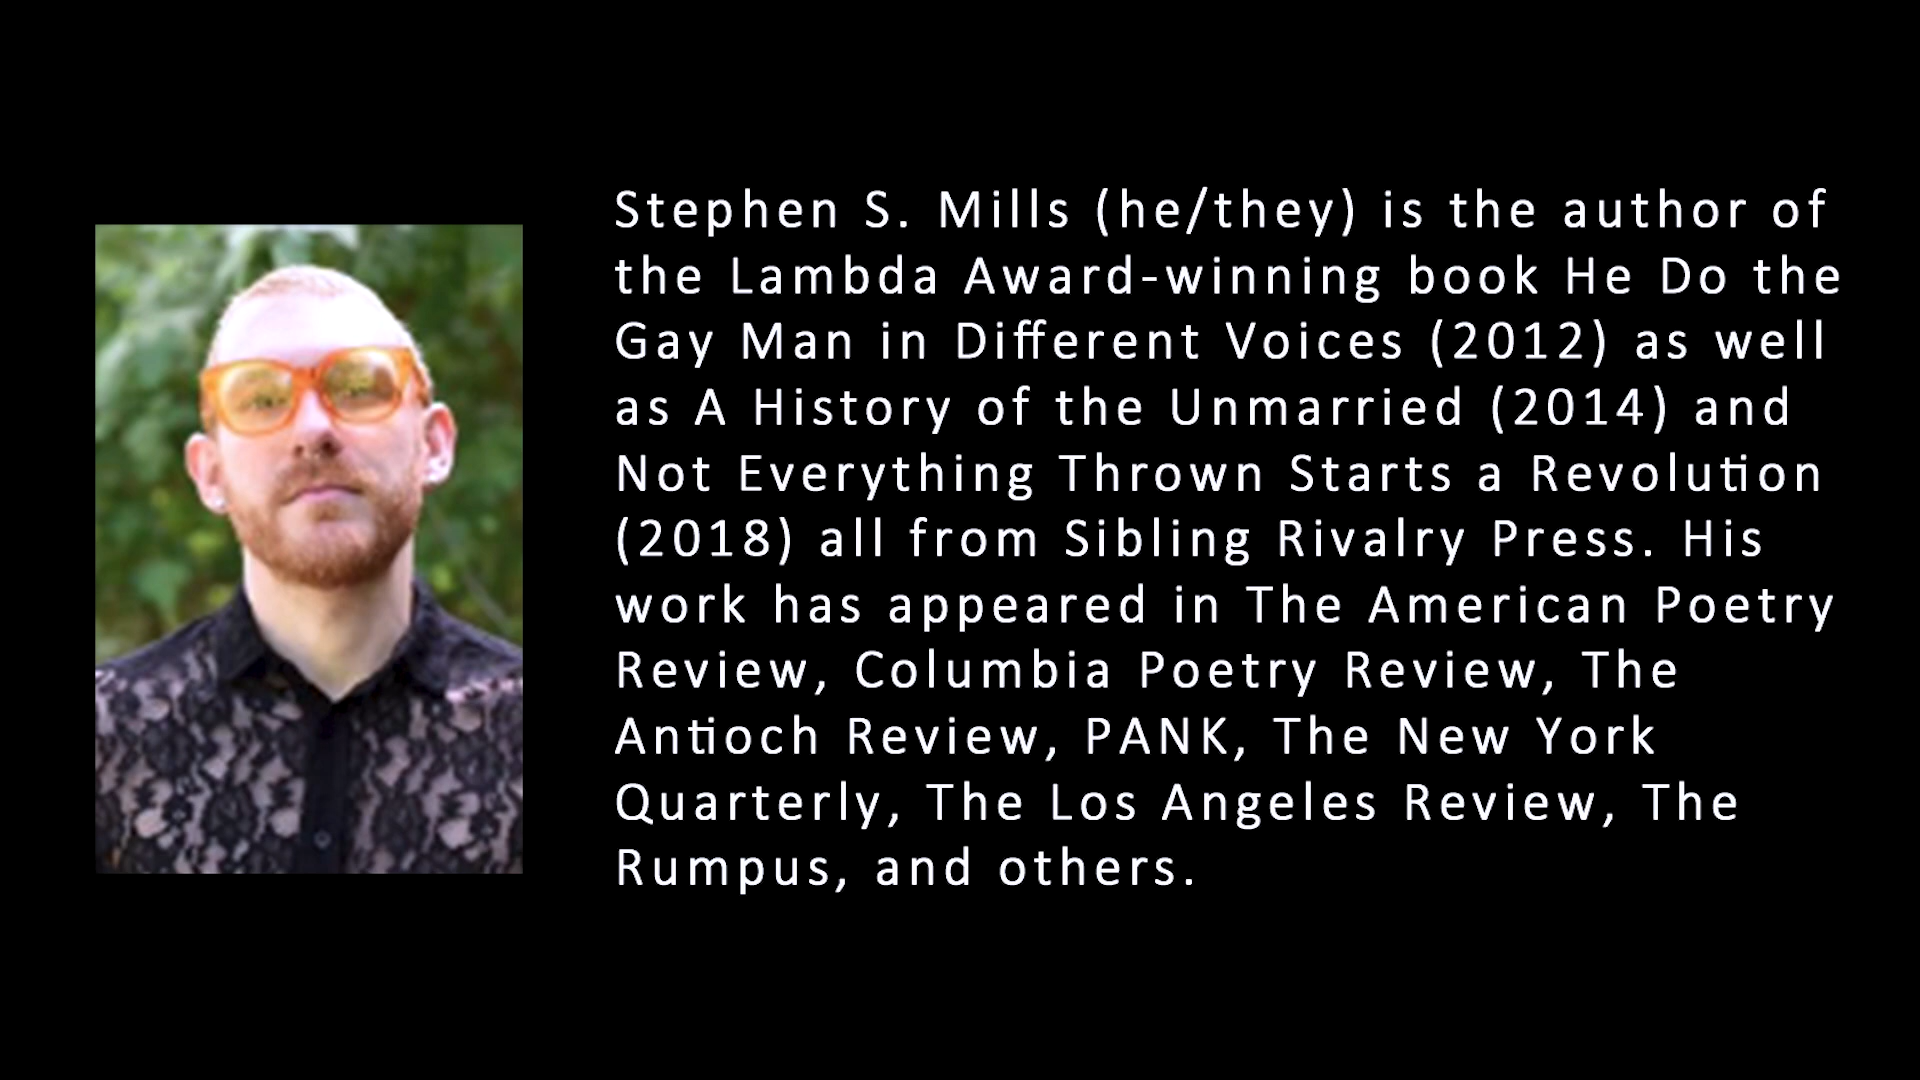 Stephen S. Mills (he/they) is the author of
the Lambda Award-winning book He Do the
Gay Man in Different Voices (2012) as well
as A History of the Unmarried (2014) and
Not Everything Thrown Starts a Revolution
(2018) all from Sibling Rivalry Press. His
work has appeared in The American Poetry
Review, Columbia Poetry Review, The
Antioch Review, PANK, The New York
Quarterly, The Los Angeles Review, The
Rumpus, and others.